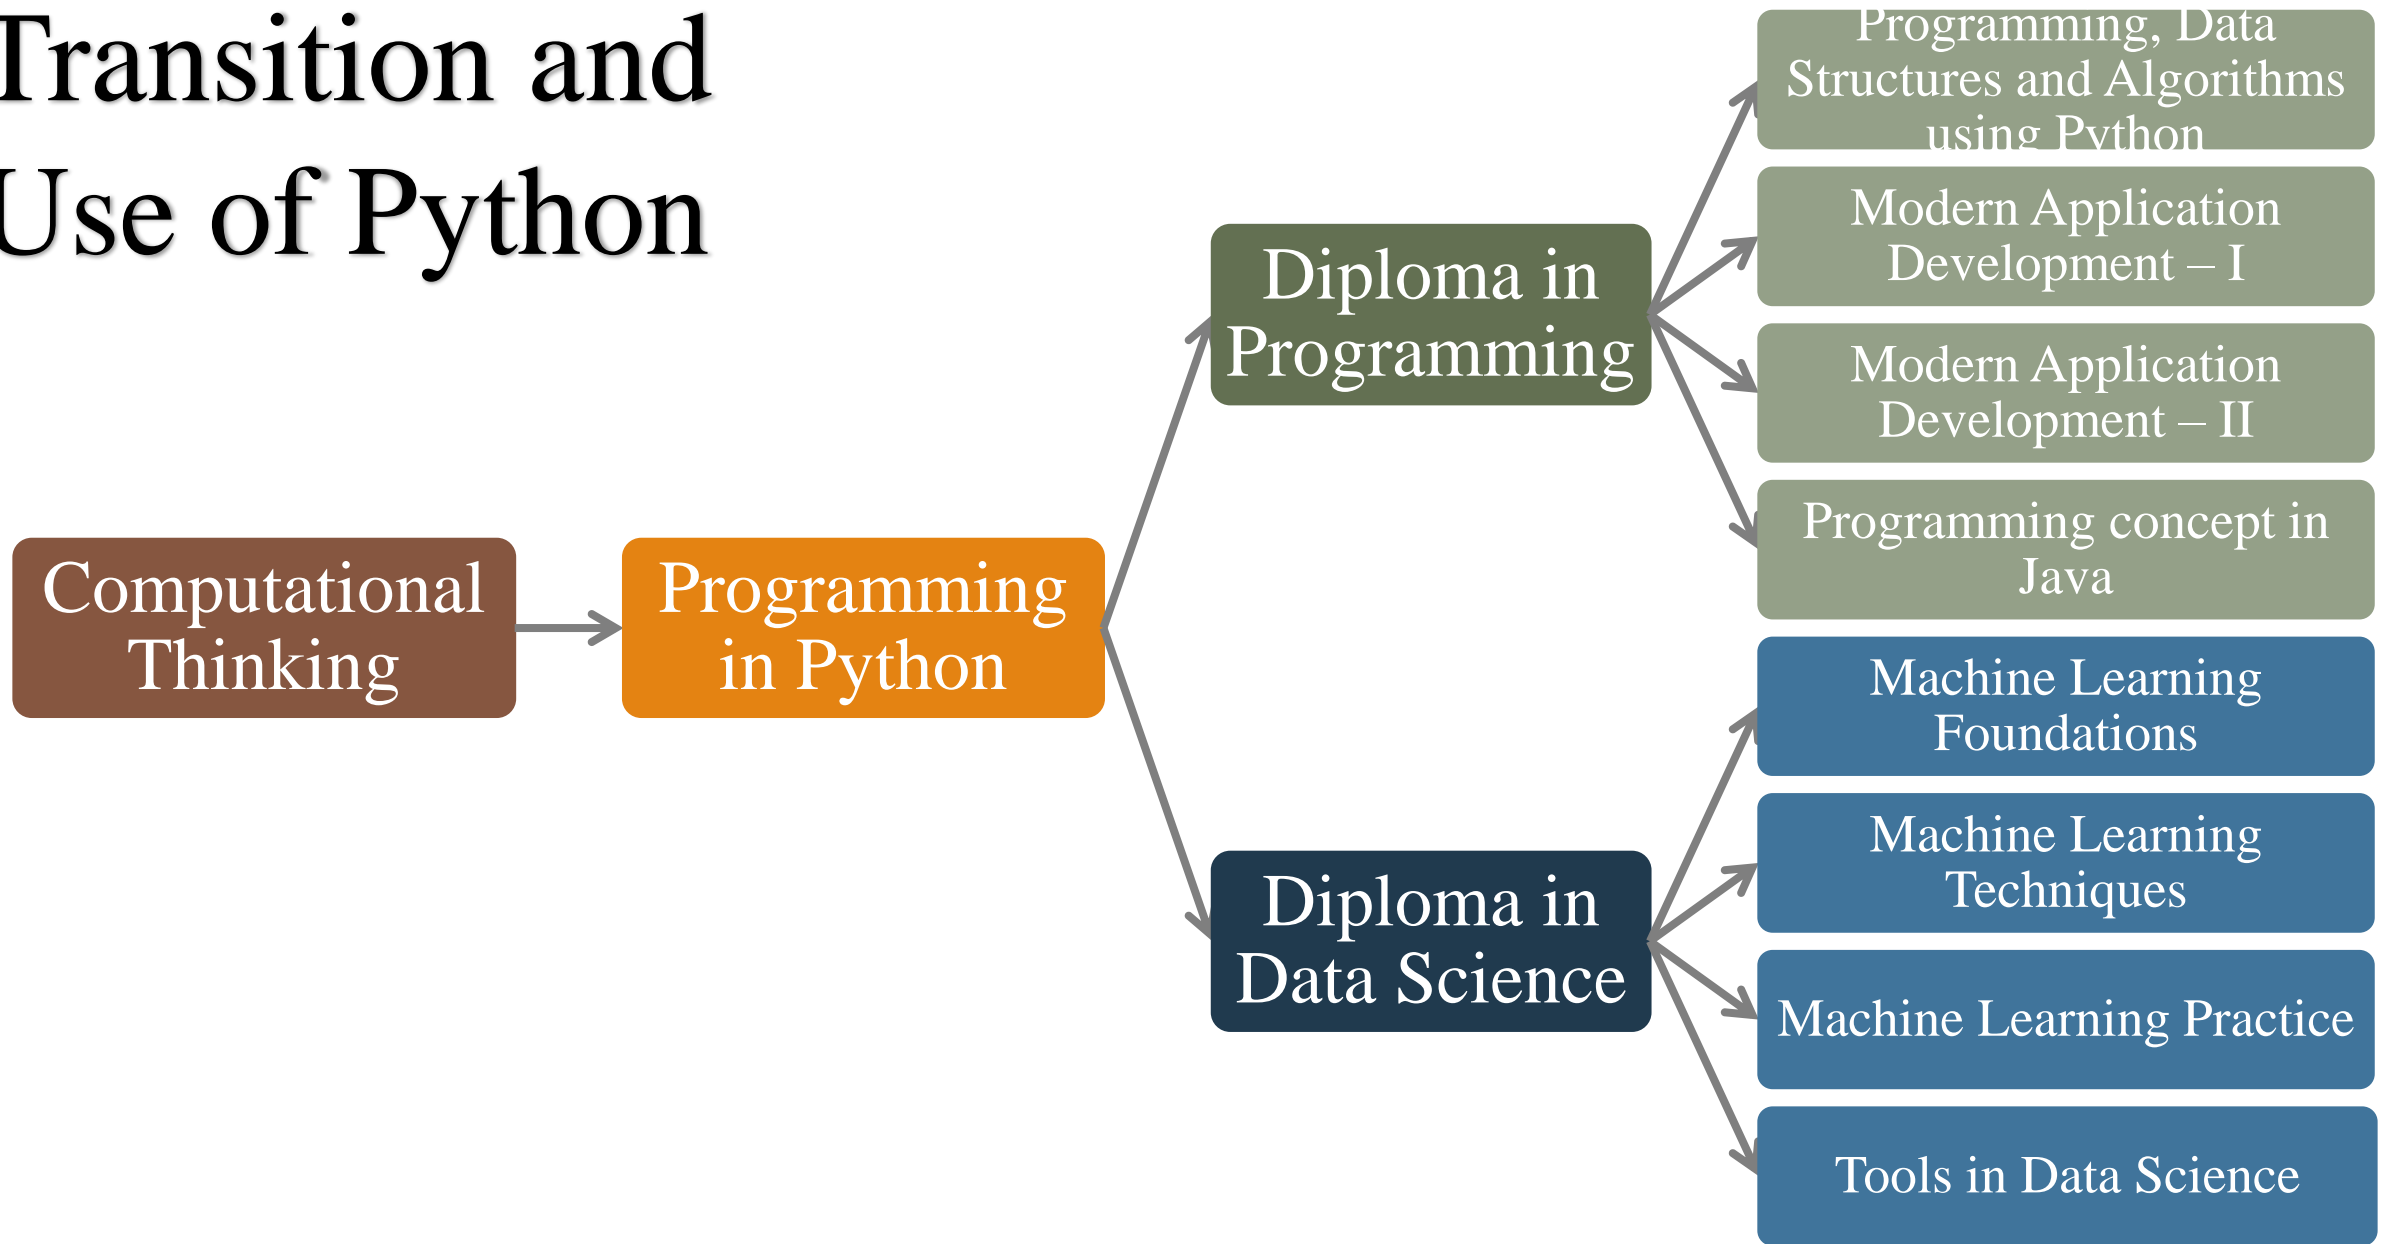 Transition and
Use of Python
Computational
Thinking
Programming
in Python
Diploma in
Programming
Programming, Data
Structures and Algorithms
using Python
Modern Application
Development – I
Modern Application
Development – II
Programming concept in
Java
Diploma in
Data Science
Machine Learning
Foundations
Machine Learning
Techniques
Machine Learning Practice
Tools in Data Science